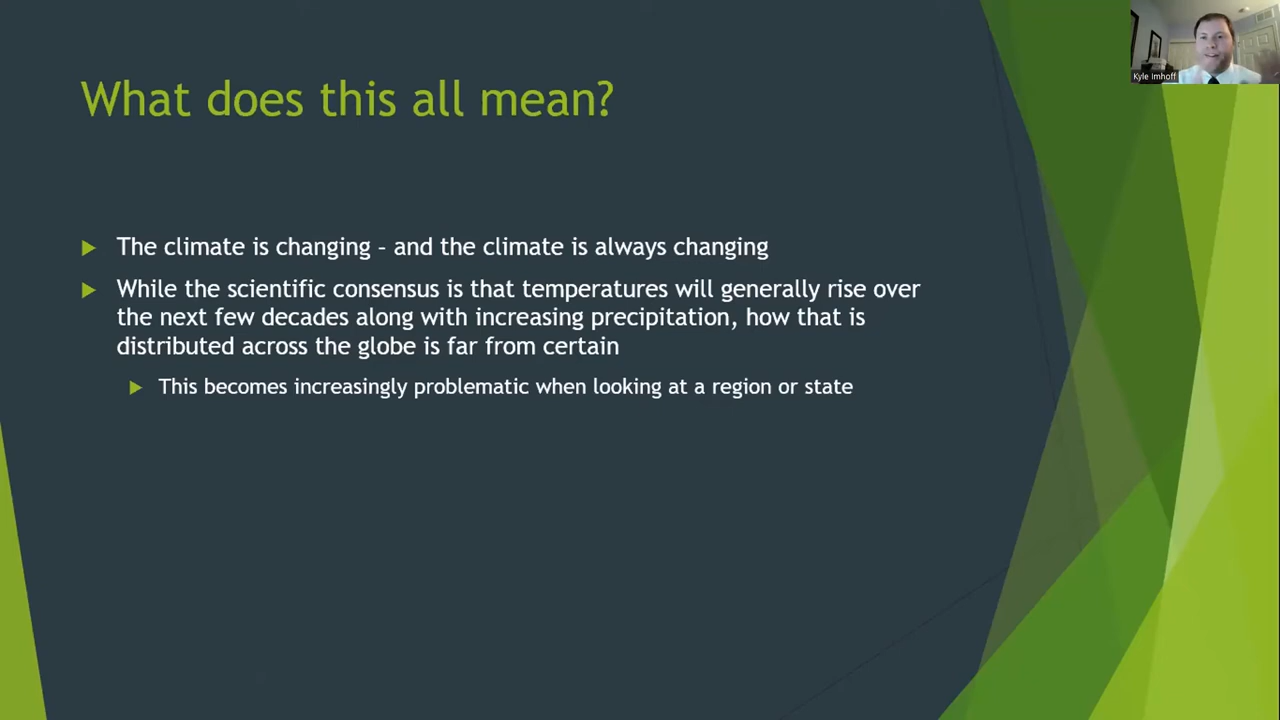 What does this all mean?
Kyle Imhoff
The climate is changing – and the climate is always changing
While the scientific consensus is that temperatures will generally rise over
the next few decades along with increasing precipitation, how that is
distributed across the globe is far from certain
This becomes increasingly problematic when looking at a region or state